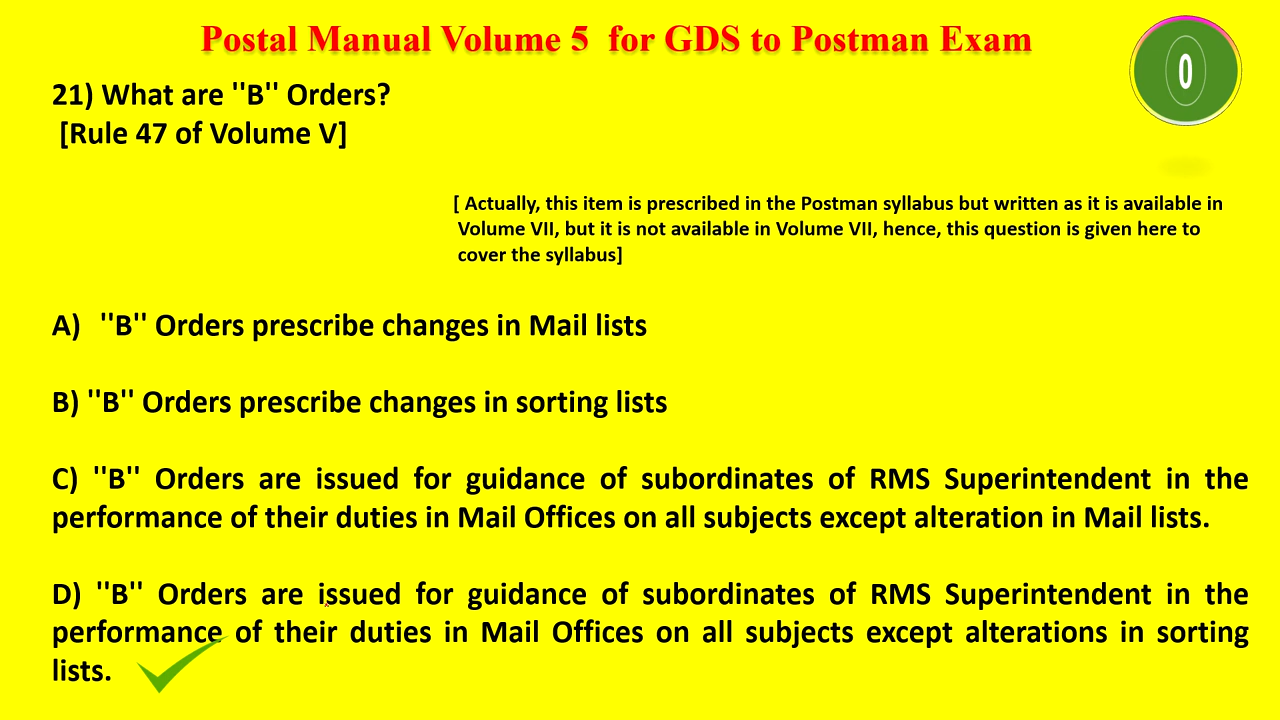 Postal Manual Volume 5 for GDS to Postman Exam
0
21) What are ''B'' Orders?
[Rule 47 of Volume V]
[ Actually, this item is prescribed in the Postman syllabus but written as it is available in
Volume VII, but it is not available in Volume VII, hence, this question is given here to
cover the syllabus]
A) ''B'' Orders prescribe changes in Mail lists
B) ''B'' Orders prescribe changes in sorting lists
C) ''B'' Orders are issued for guidance of subordinates of RMS Superintendent in the
performance of their duties in Mail Offices on all subjects except alteration in Mail lists.
D) ''B'' Orders are issued for guidance of subordinates of RMS Superintendent in the
performance of their duties in Mail Offices on all subjects except alterations in sorting
lists.